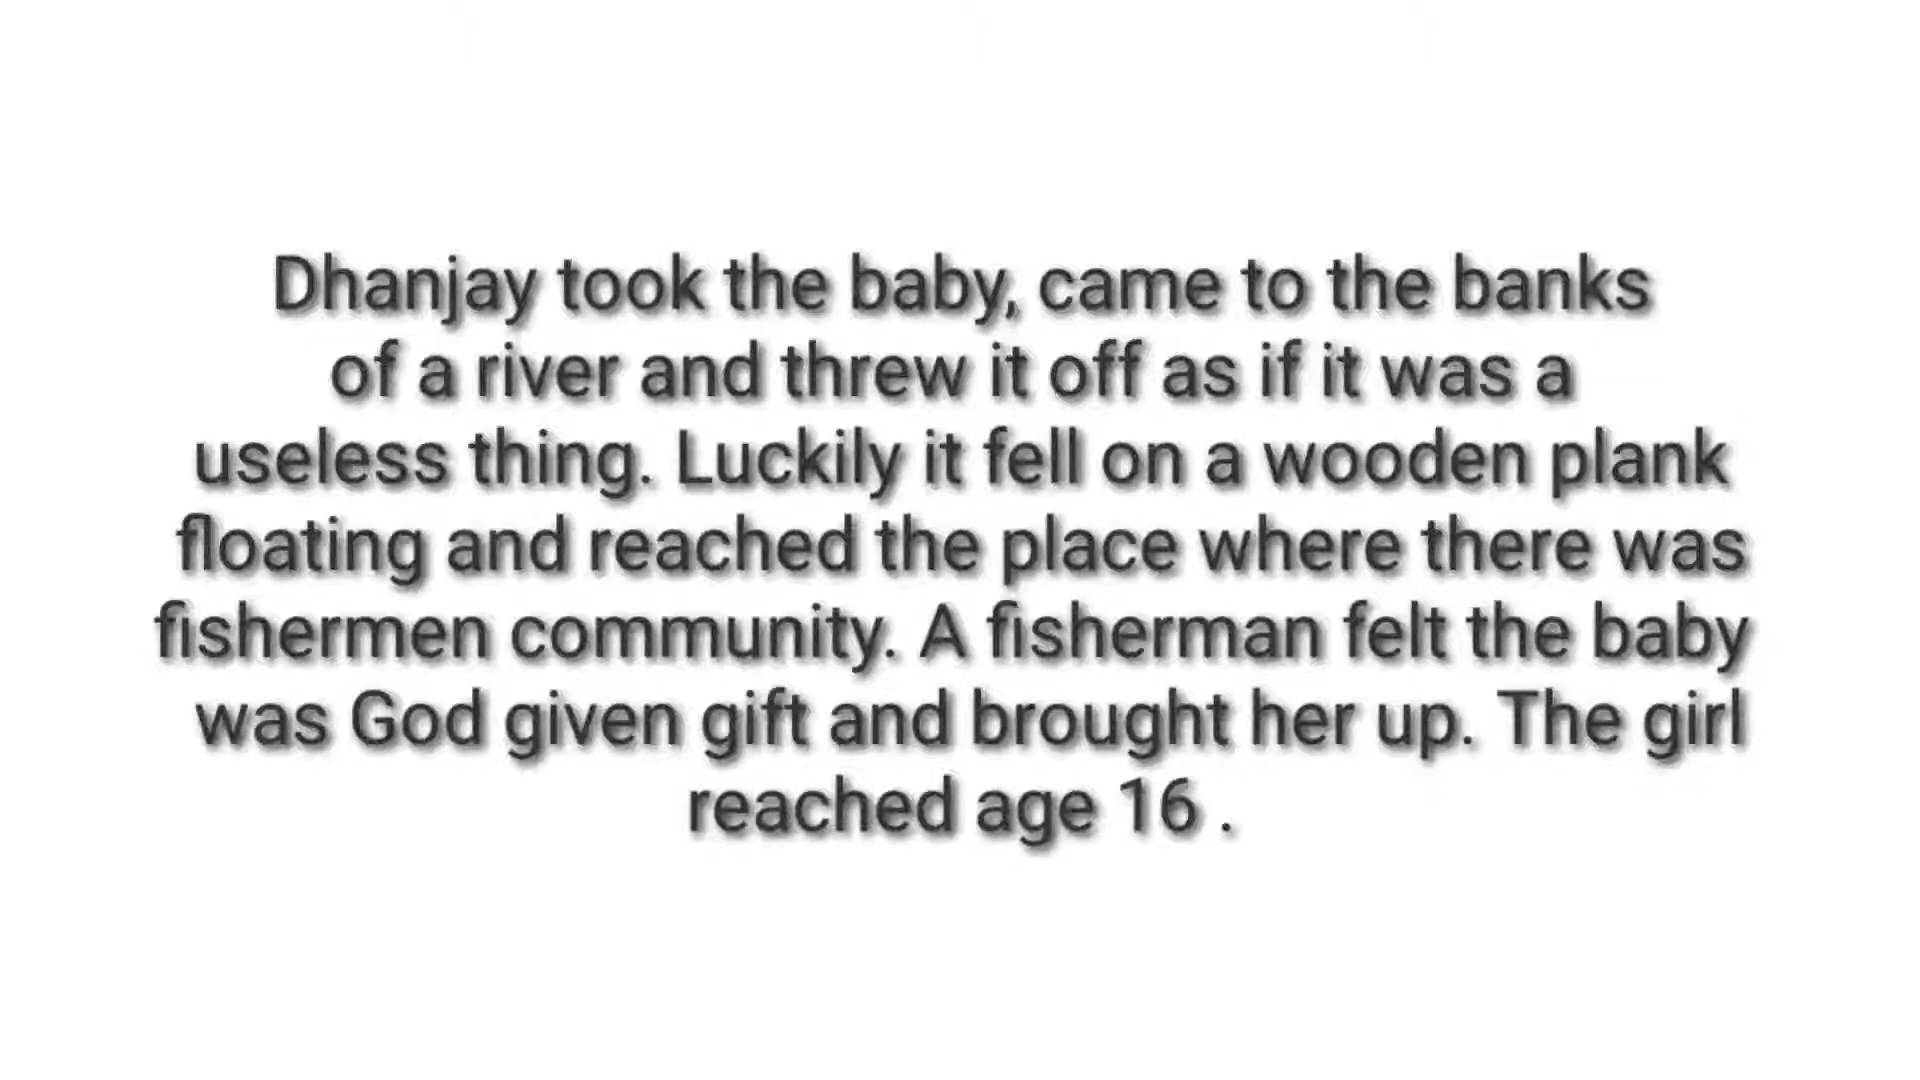 Dhanjay took the baby, came to the banks
of a river and threw it off as if it was a
useless thing. Luckily it fell on a wooden plank
floating and reached the place where there was
fishermen community. A fisherman felt the baby
was God given gift and brought her up. The girl
reached age 16 .